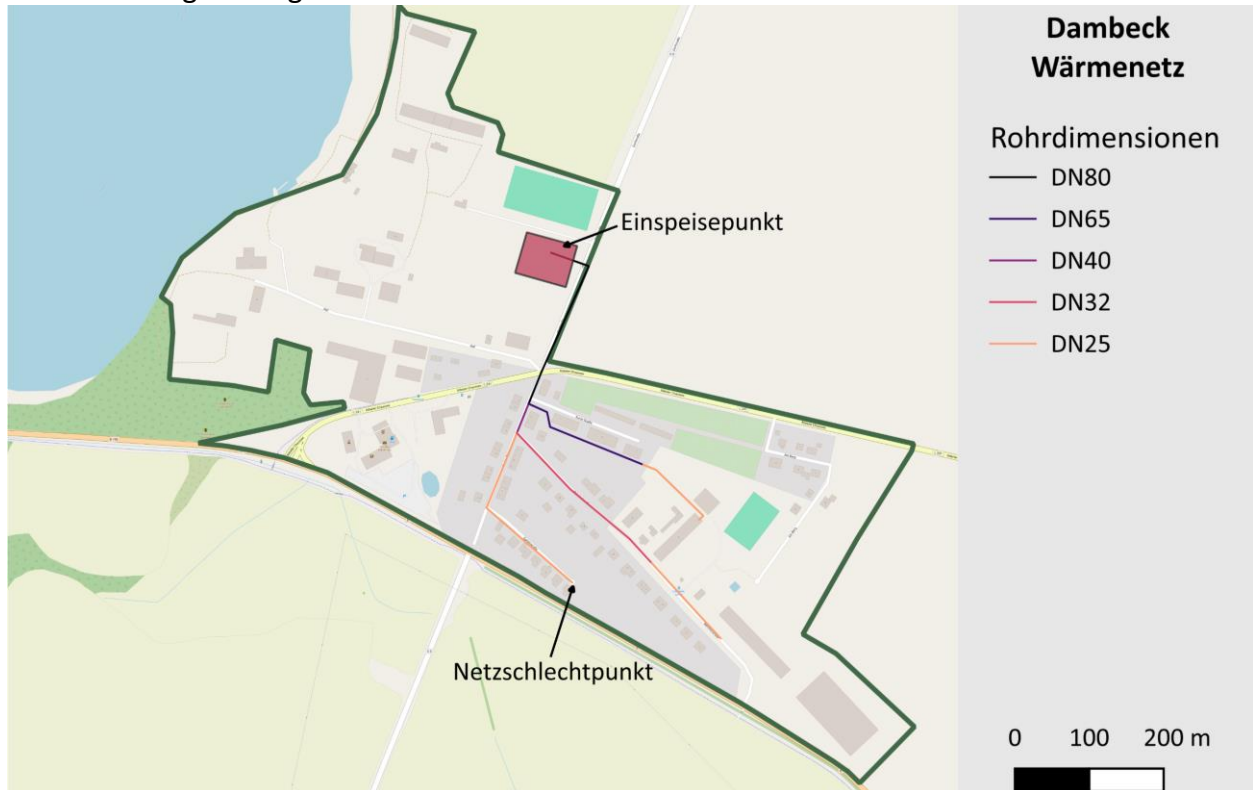 Dambeck
Wärmenetz
Rohrdimensionen
DN80
DN65
DN40
DN32
DN25
Einspeisepunkt
Netzschlechtpunkt
0 100 200 m